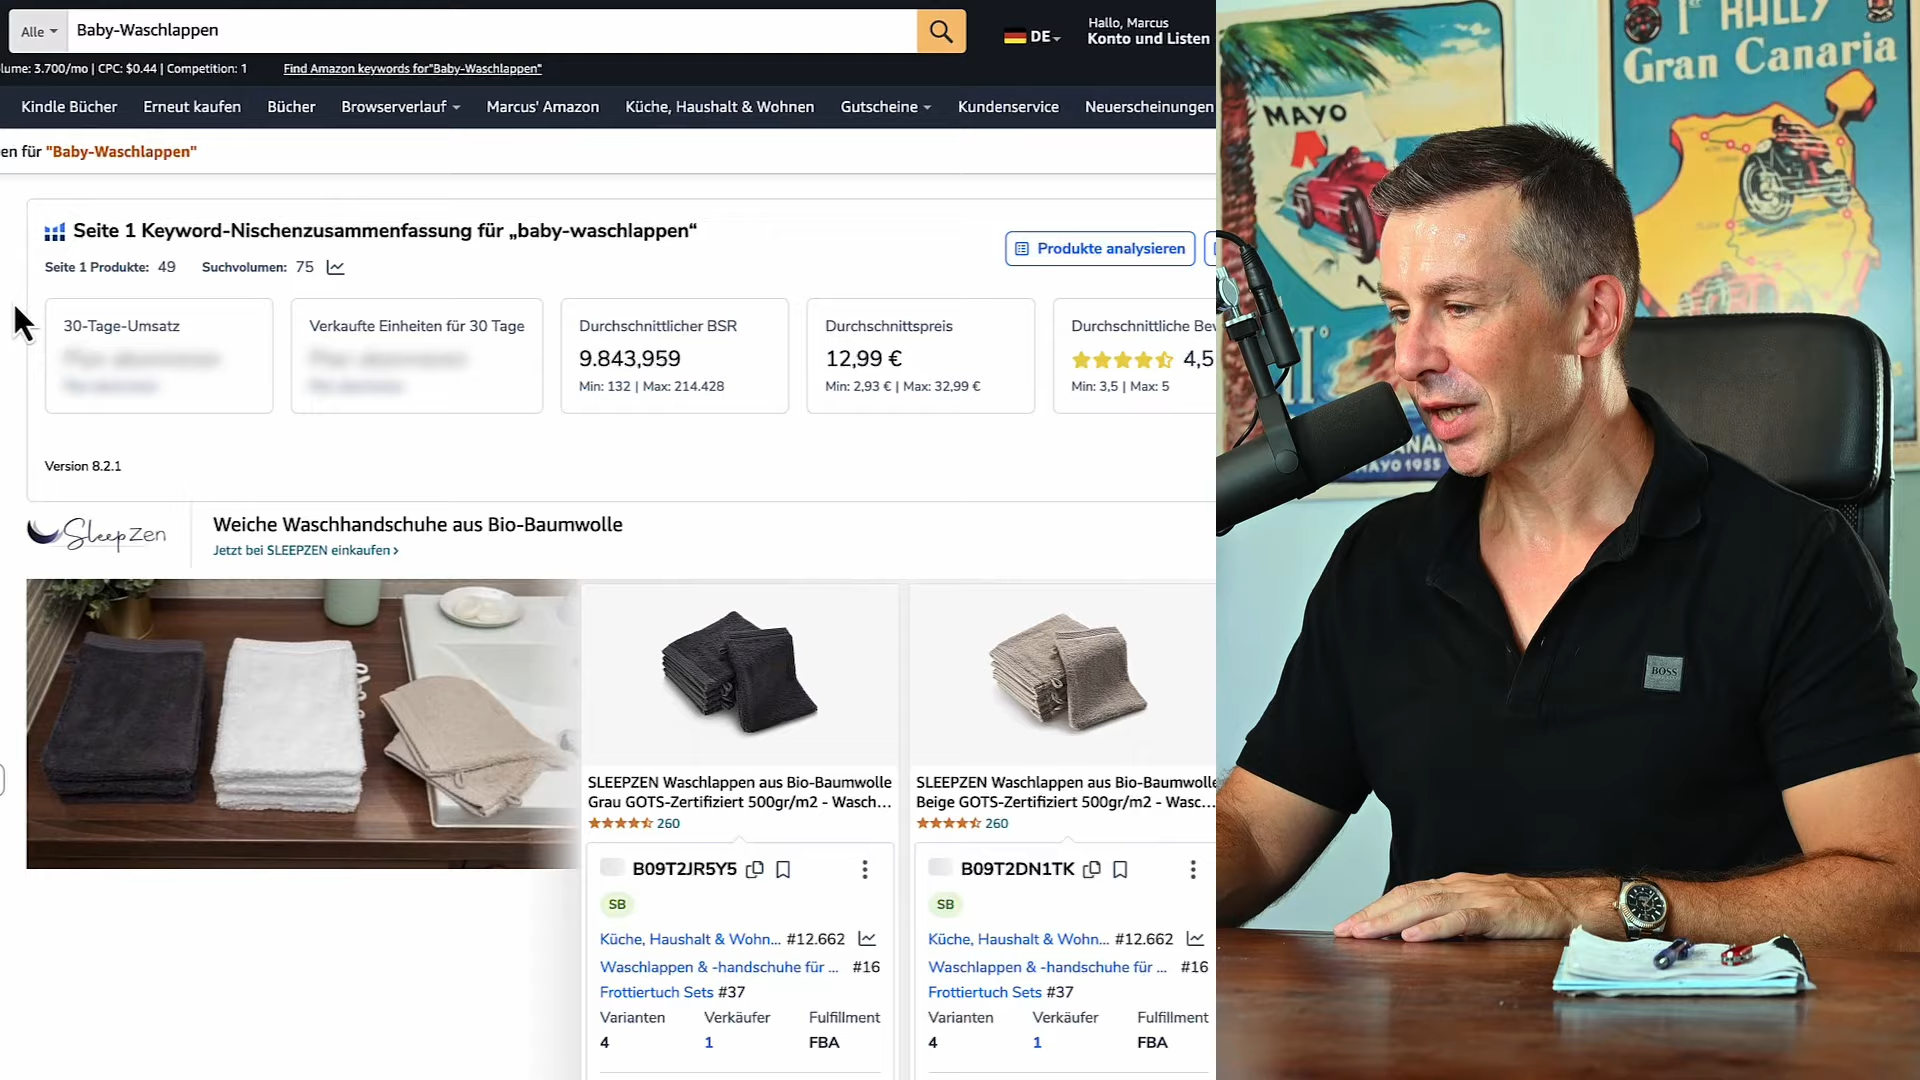 Alle
Baby-Waschlappen
DE
Hallo, Marcus
Konto und Listen
lume: 3.700/mo | CPC: $0.44 | Competition: 1
Find Amazon keywords for"Baby-Waschlappen"
Kindle Bücher
Erneut kaufen
Bücher
Browserverlauf
Marcus' Amazon
Küche, Haushalt & Wohnen
Gutscheine
Kundenservice
Neuerscheinungen
en für "Baby-Waschlappen"
Seite 1 Keyword-Nischenzusammenfassung für „baby-waschlappen“
Produkte analysieren
Seite 1 Produkte: 49
Suchvolumen: 75
30-Tage-Umsatz
Verkaufte Einheiten für 30 Tage
Durchschnittlicher BSR
9.843,959
Min: 132 | Max: 214.428
Durchschnittspreis
12,99 €
Min: 2,93 € | Max: 32,99 €
Durchschnittliche Be
4,5
Min: 3,5 | Max: 5
Version 8.2.1
SleepZen
Weiche Waschhandschuhe aus Bio-Baumwolle
Jetzt bei SLEEPZEN einkaufen ›
SLEEPZEN Waschlappen aus Bio-Baumwolle
Grau GOTS-Zertifiziert 500gr/m2 - Wasch...
260
B09T2JR5Y5
SB
Küche, Haushalt & Wohn... #12.662
Waschlappen & -handschuhe für ... #16
Frottiertuch Sets #37
Varianten Verkäufer Fulfillment
4 1 FBA
SLEEPZEN Waschlappen aus Bio-Baumwolle
Beige GOTS-Zertifiziert 500gr/m2 - Wasc...
260
B09T2DN1TK
SB
Küche, Haushalt & Wohn... #12.662
Waschlappen & -handschuhe für ... #16
Frottiertuch Sets #37
Varianten Verkäufer Fulfillment
4 1 FBA
MAYO
1er RALLY
Gran Canaria
MAYO 1955
BOSS